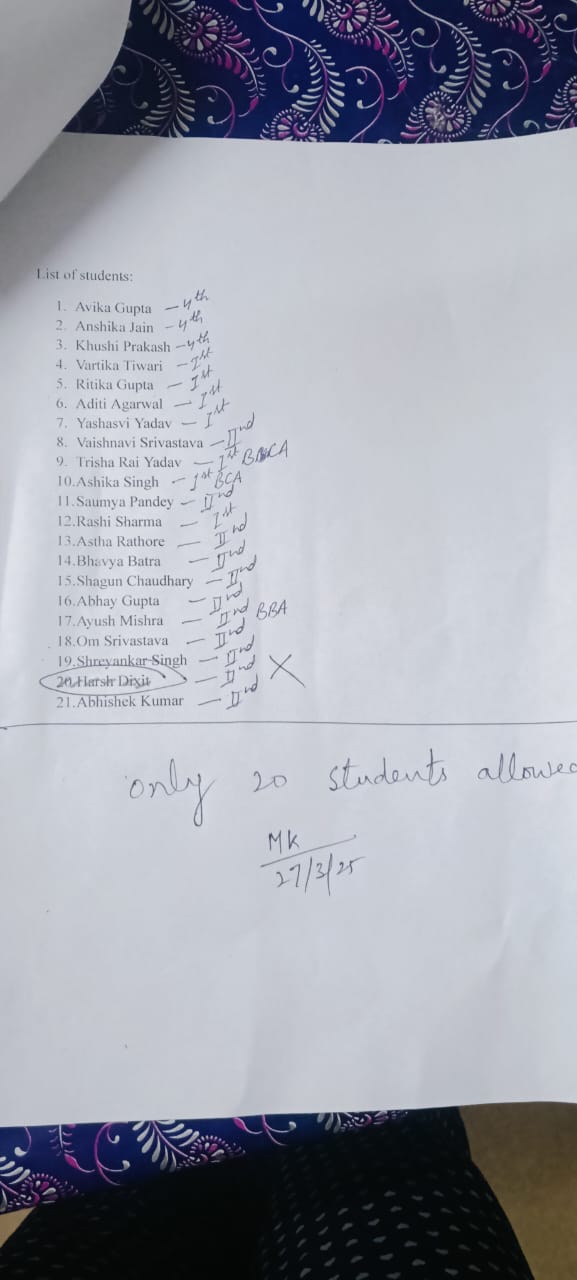 List of students:
1. Avika Gupta – 4th
2. Anshika Jain – 4th
3. Khushi Prakash – 4th
4. Vartika Tiwari – Ist
5. Ritika Gupta – Ist
6. Aditi Agarwal – Ist
7. Yashasvi Yadav – Ist
8. Vaishnavi Srivastava – IInd
9. Trisha Rai Yadav – Ist BCA
10.Ashika Singh – Ist BCA
11.Saumya Pandey – IInd
12.Rashi Sharma – Ist
13.Astha Rathore – IInd
14.Bhavya Batra – IInd
15.Shagun Chaudhary – IInd
16.Abhay Gupta – IInd
17.Ayush Mishra – IInd BBA
18.Om Srivastava – IInd
19.Shreyankar Singh – IInd
20.Harsh Dixit – IInd X
21.Abhishek Kumar – IInd
only 20 students allowed
MK
27/3/25